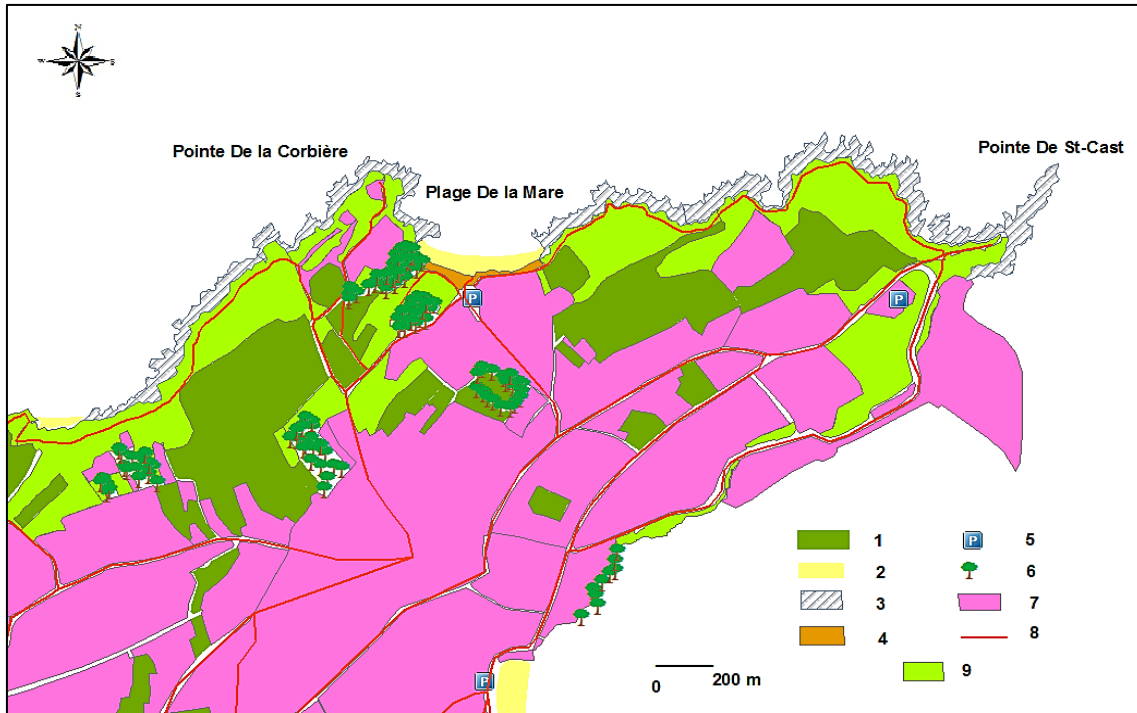 N
W
S
S
Pointe De la Corbière
Pointe De St-Cast
Plage De la Mare
P
P
P
1
P 5
2
6
3
7
4
8
9
0 200 m